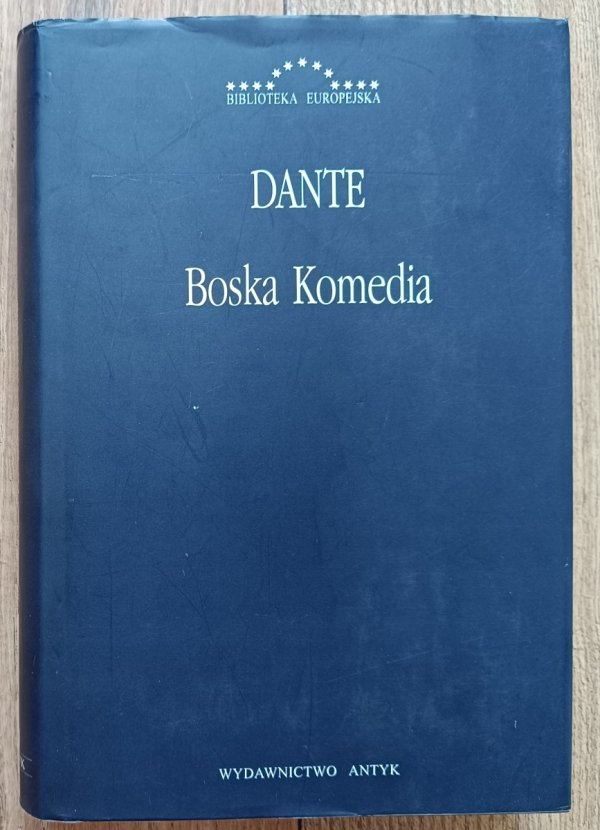 BIBLIOTEKA EUROPEJSKA
DANTE
Boska Komedia
WYDAWNICTWO ANTYK